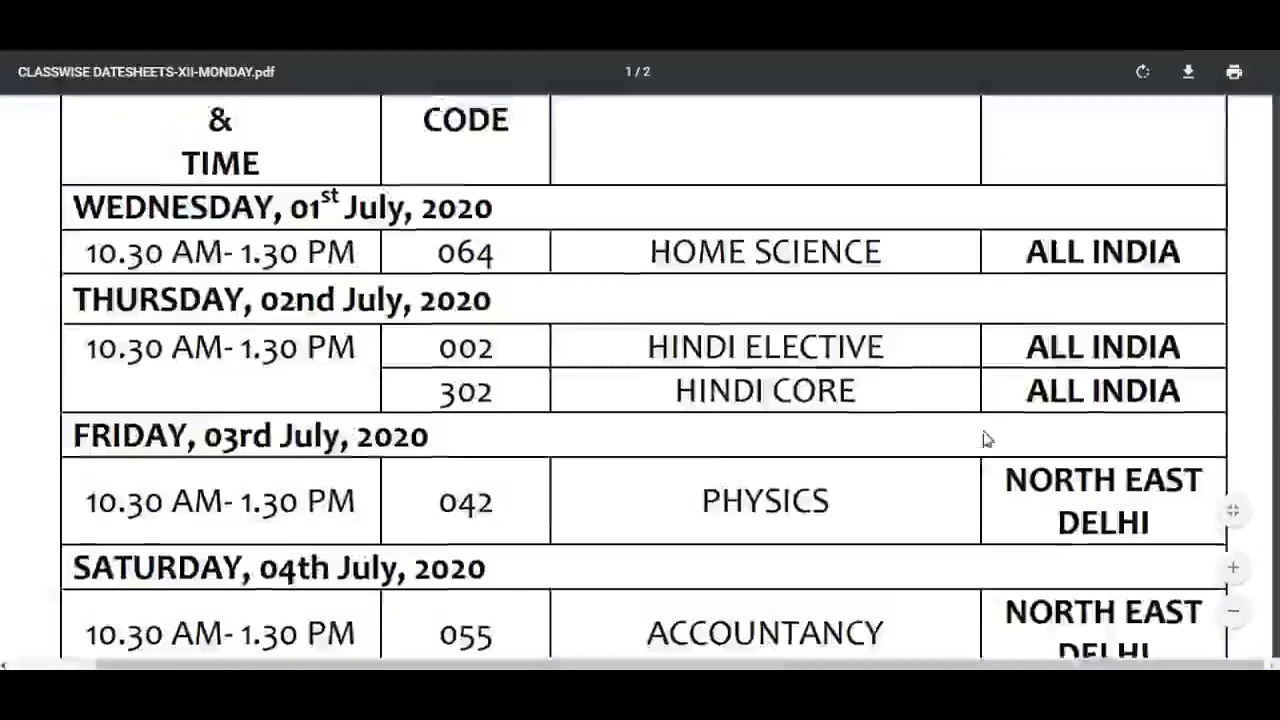 CLASSWISE DATESHEETS-XII-MONDAY.pdf 1 / 2
& CODE
TIME
WEDNESDAY, 01st July, 2020
10.30 AM- 1.30 PM 064 HOME SCIENCE ALL INDIA
THURSDAY, 02nd July, 2020
10.30 AM- 1.30 PM 002 HINDI ELECTIVE ALL INDIA
302 HINDI CORE ALL INDIA
FRIDAY, 03rd July, 2020
10.30 AM- 1.30 PM 042 PHYSICS NORTH EAST
DELHI
SATURDAY, 04th July, 2020
10.30 AM- 1.30 PM 055 ACCOUNTANCY NORTH EAST
DELHI